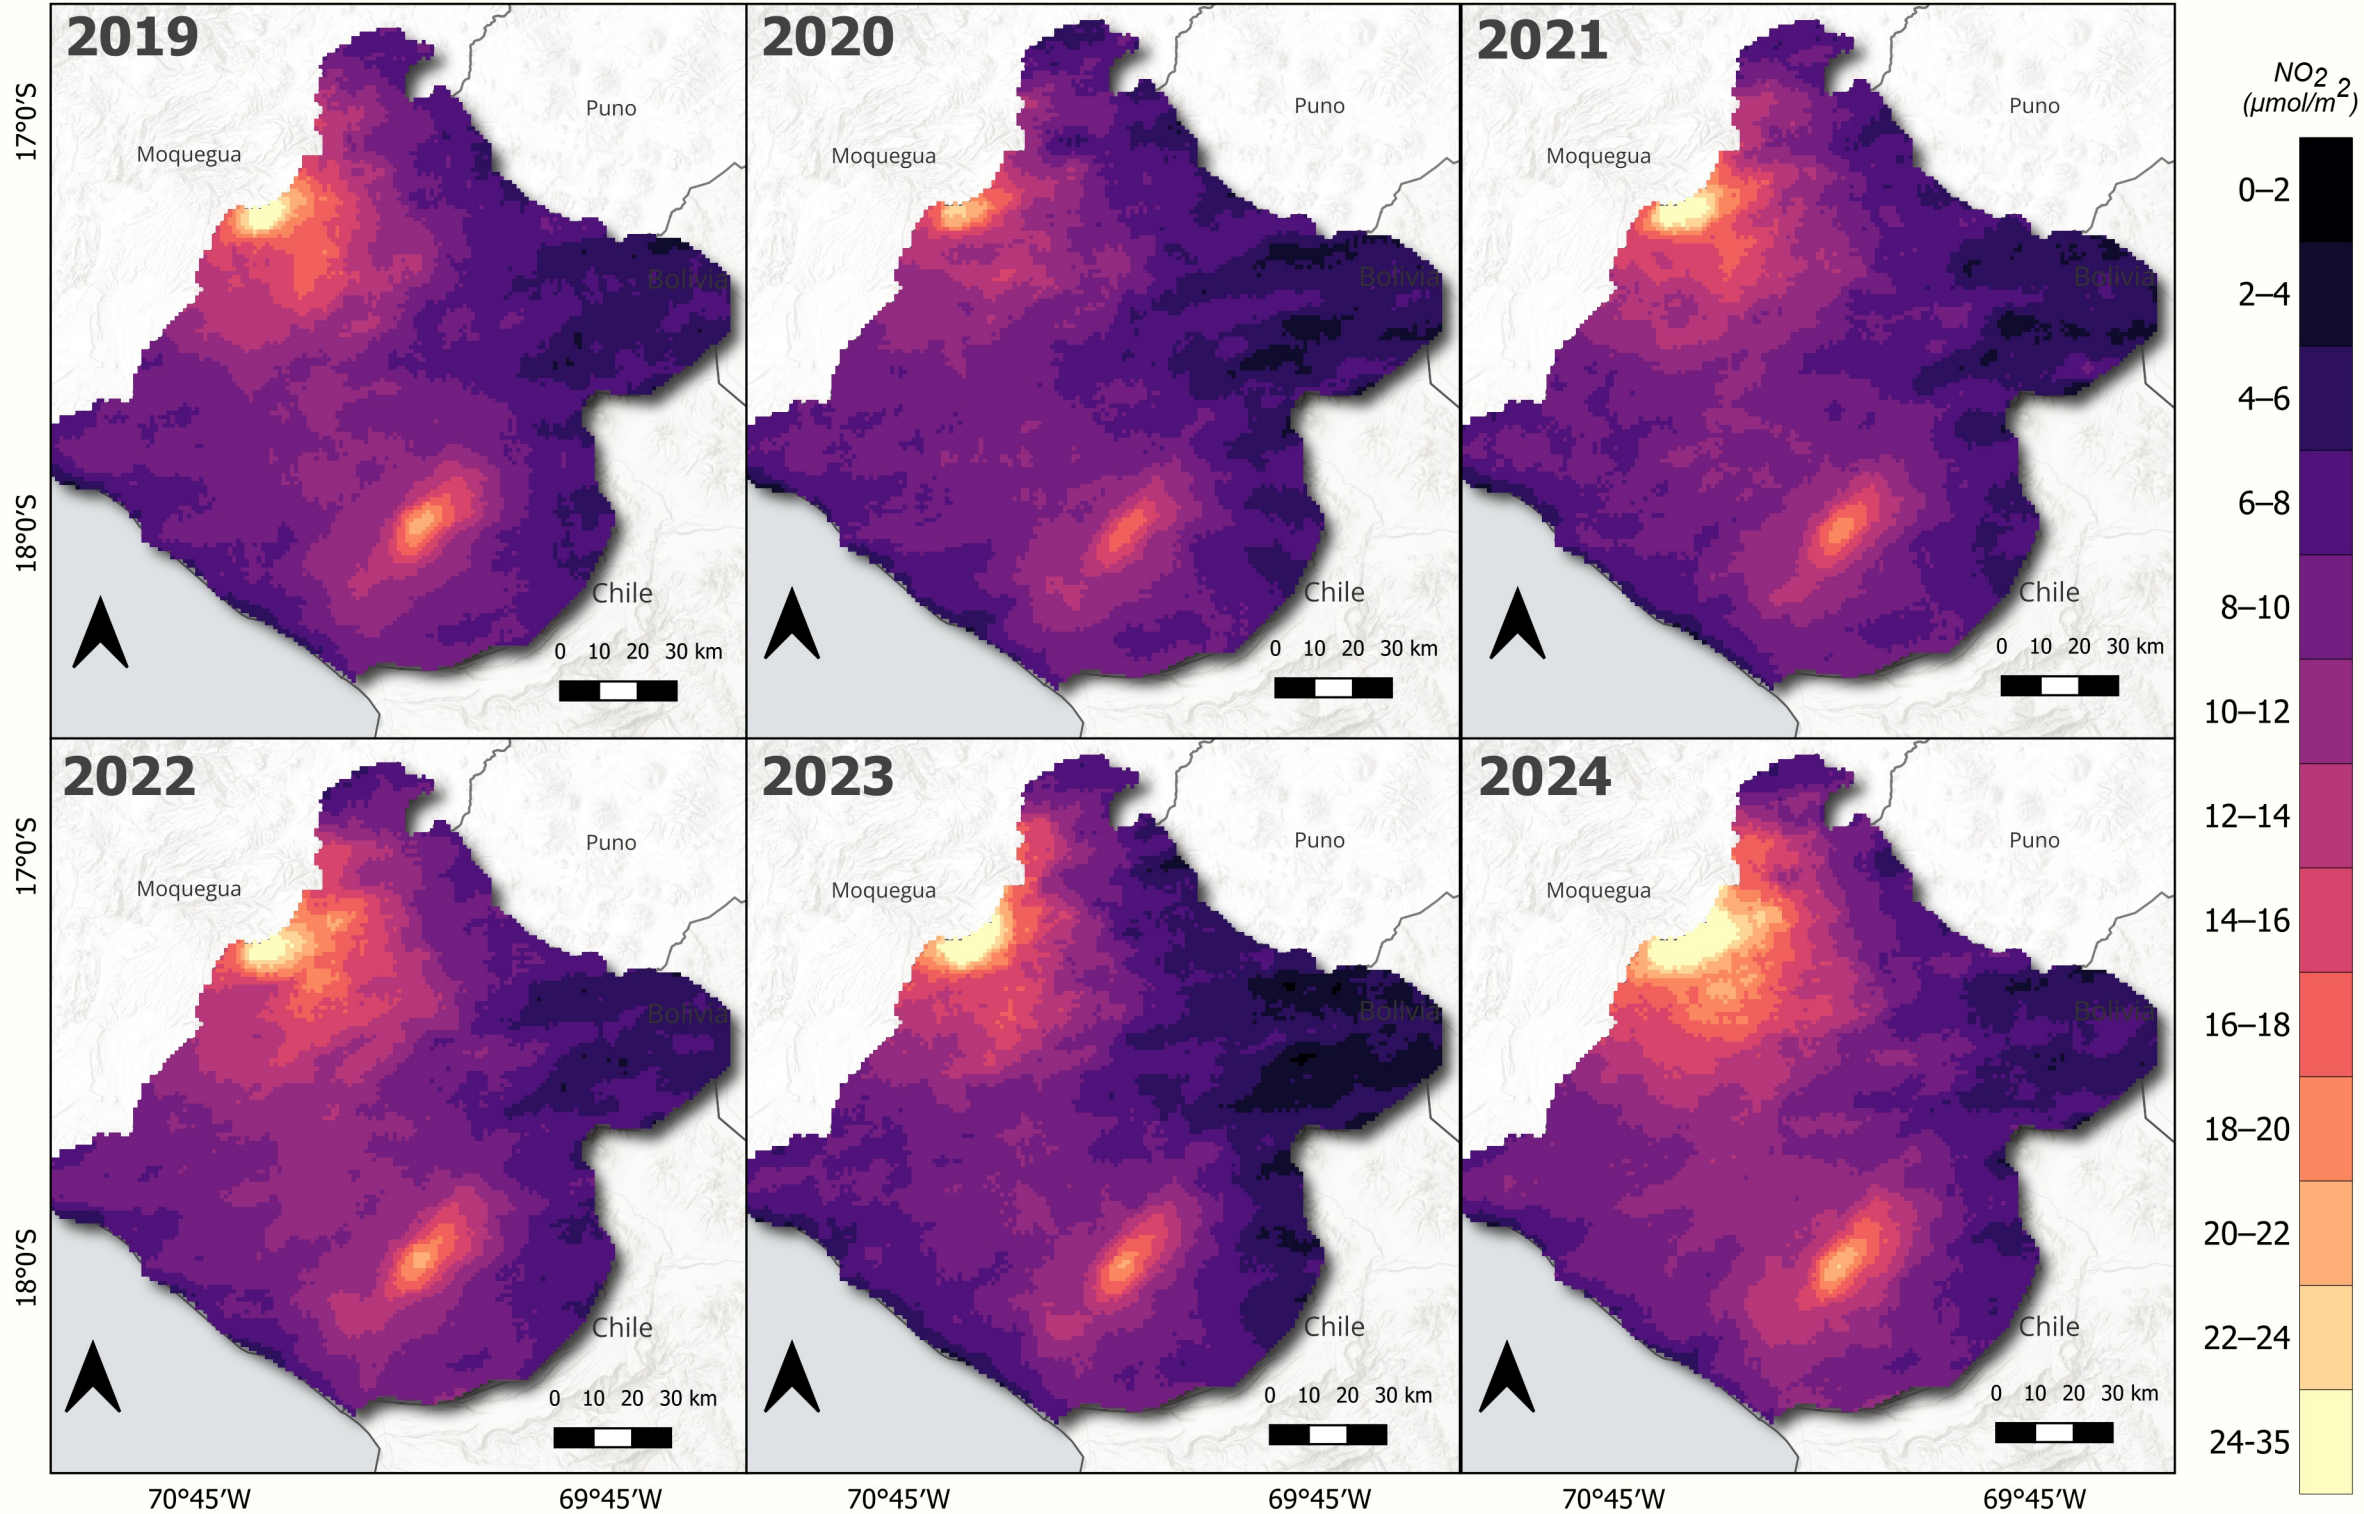 2019
2020
2021
NO2
(μmol/m2)
17°0'S
Puno
Puno
Puno
Moquegua
Moquegua
Moquegua
0–2
Bolivia
Bolivia
Bolivia
2–4
4–6
18°0'S
6–8
Chile
Chile
Chile
8–10
0 10 20 30 km
0 10 20 30 km
0 10 20 30 km
10–12
2022
2023
2024
17°0'S
Puno
Puno
Puno
12–14
Moquegua
Moquegua
Moquegua
14–16
Bolivia
Bolivia
Bolivia
16–18
18–20
18°0'S
20–22
Chile
Chile
Chile
22–24
0 10 20 30 km
0 10 20 30 km
0 10 20 30 km
24-35
70°45'W 69°45'W
70°45'W 69°45'W
70°45'W 69°45'W